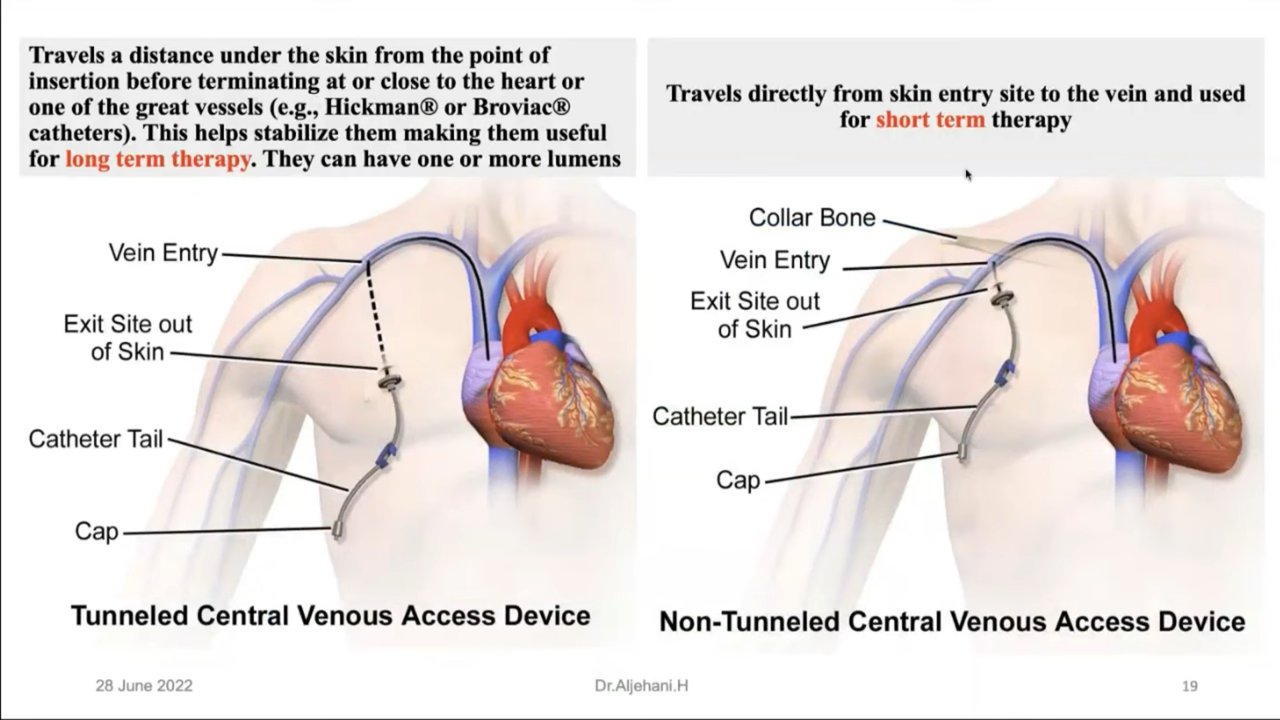 Travels a distance under the skin from the point of
insertion before terminating at or close to the heart or
one of the great vessels (e.g., Hickman® or Broviac®
catheters). This helps stabilize them making them useful
for long term therapy. They can have one or more lumens
Vein Entry
Exit Site out
of Skin
Catheter Tail
Cap
Tunneled Central Venous Access Device
Travels directly from skin entry site to the vein and used
for short term therapy
Collar Bone
Vein Entry
Exit Site out
of Skin
Catheter Tail
Cap
Non-Tunneled Central Venous Access Device
28 June 2022
Dr.Aljehani.H
19